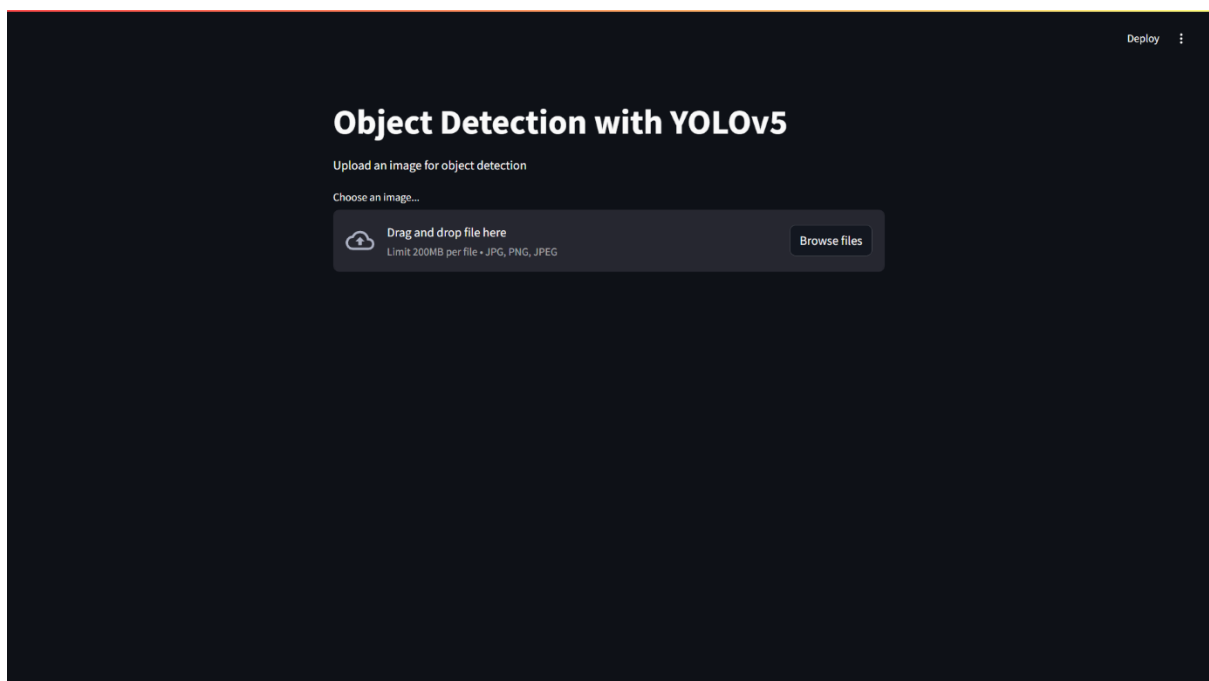 Deploy
Object Detection with YOLOv5
Upload an image for object detection
Choose an image...
Drag and drop file here
Limit 200MB per file • JPG, PNG, JPEG
Browse files